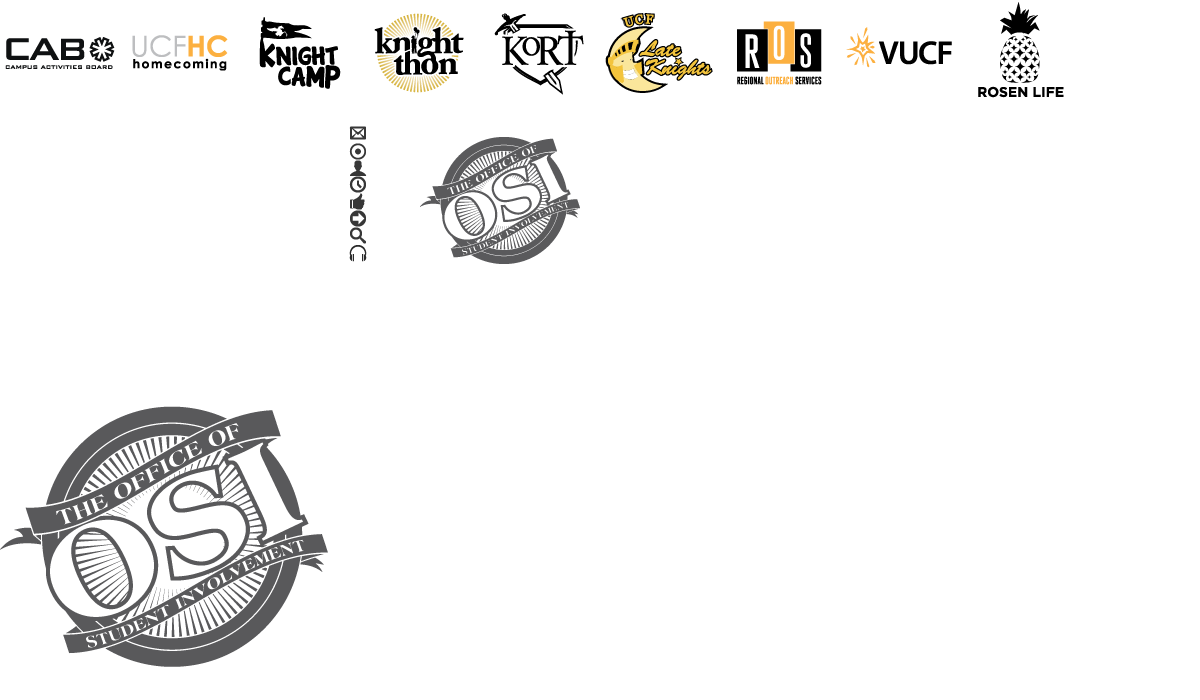 CAB
CAMPUS ACTIVITIES BOARD
UCFHC
homecoming
KNIGHT
CAMP
knight
thon
KORT
UCF
Late
Knights
ROS
REGIONAL OUTREACH SERVICES
VUCF
ROSEN LIFE
THE OFFICE OF
OSI
STUDENT INVOLVEMENT
THE OFFICE OF
OSI
STUDENT INVOLVEMENT